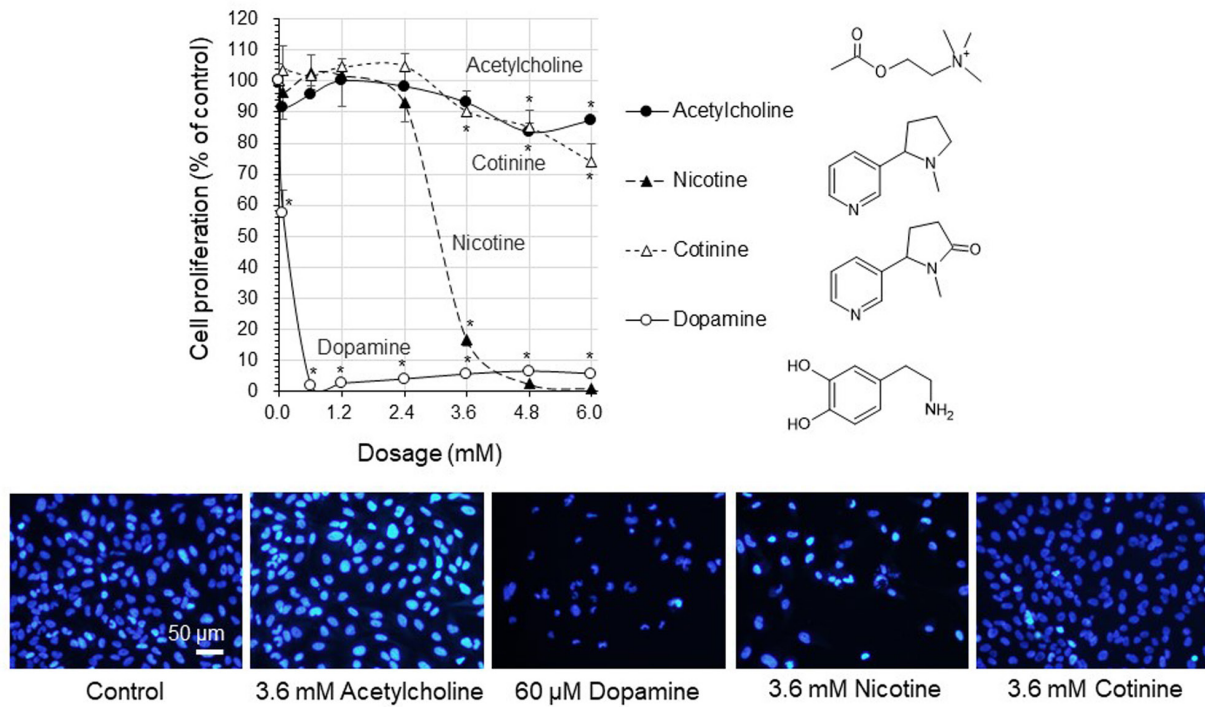 Cell proliferation (% of control)
120
110
100
90
80
70
60
50
40
30
20
10
0
0.0 1.2 2.4 3.6 4.8 6.0
Dosage (mM)
Acetylcholine
Cotinine
Nicotine
Dopamine
* * * * * * * * * * * * * *
Acetylcholine
Nicotine
Cotinine
Dopamine
O
O
N+
N
N
N
O
N
HO
HO
NH2
50 µm
Control
3.6 mM Acetylcholine
60 µM Dopamine
3.6 mM Nicotine
3.6 mM Cotinine